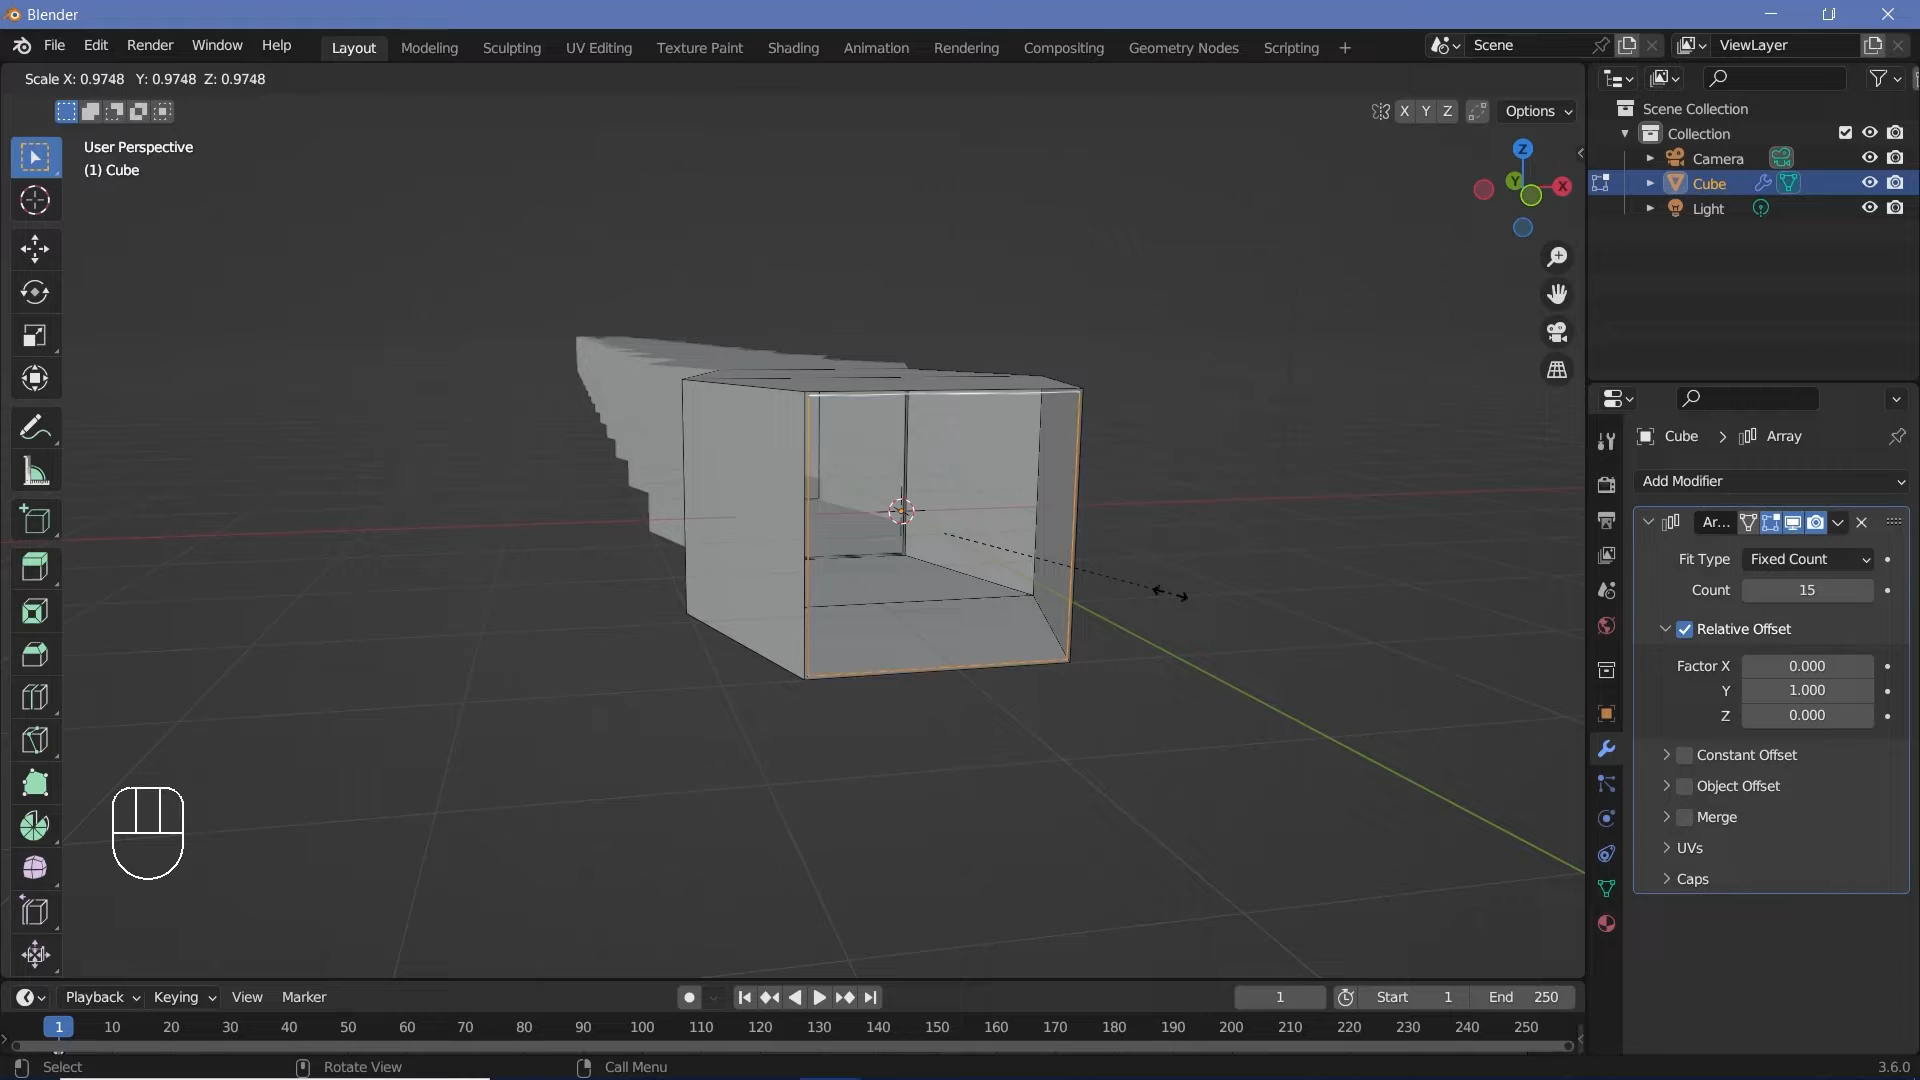 Blender
File Edit Render Window Help
Layout Modeling Sculpting UV Editing Texture Paint Shading Animation Rendering Compositing Geometry Nodes Scripting +
Scene
ViewLayer
Scale X: 0.9748 Y: 0.9748 Z: 0.9748
X Y Z Options
User Perspective
(1) Cube
Z
Y
X
Scene Collection
Collection
Camera
Cube
Light
Cube > Array
Add Modifier
Ar...
Fit Type Fixed Count
Count 15
Relative Offset
Factor X 0.000
Y 1.000
Z 0.000
Constant Offset
Object Offset
Merge
UVs
Caps
Playback Keying View Marker
1 Start 1 End 250
1 10 20 30 40 50 60 70 80 90 100 110 120 130 140 150 160 170 180 190 200 210 220 230 240 250
Select Rotate View Call Menu
3.6.0